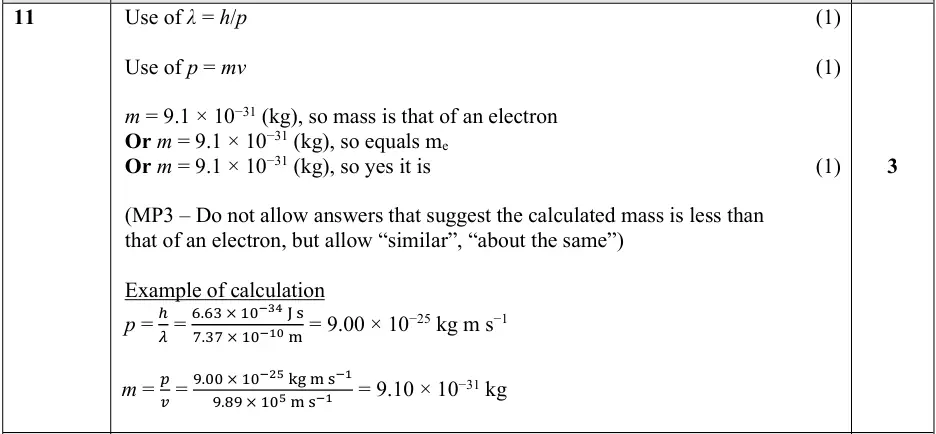 11 Use of λ = h/p (1)
Use of p = mv (1)
m = 9.1 × 10⁻³¹ (kg), so mass is that of an electron
Or m = 9.1 × 10⁻³¹ (kg), so equals mₑ
Or m = 9.1 × 10⁻³¹ (kg), so yes it is (1) 3
(MP3 – Do not allow answers that suggest the calculated mass is less than
that of an electron, but allow “similar”, “about the same”)
Example of calculation
p = h/λ = 6.63 × 10⁻³⁴ J s / 7.37 × 10⁻¹⁰ m = 9.00 × 10⁻²⁵ kg m s⁻¹
m = p/v = 9.00 × 10⁻²⁵ kg m s⁻¹ / 9.89 × 10⁵ m s⁻¹ = 9.10 × 10⁻³¹ kg